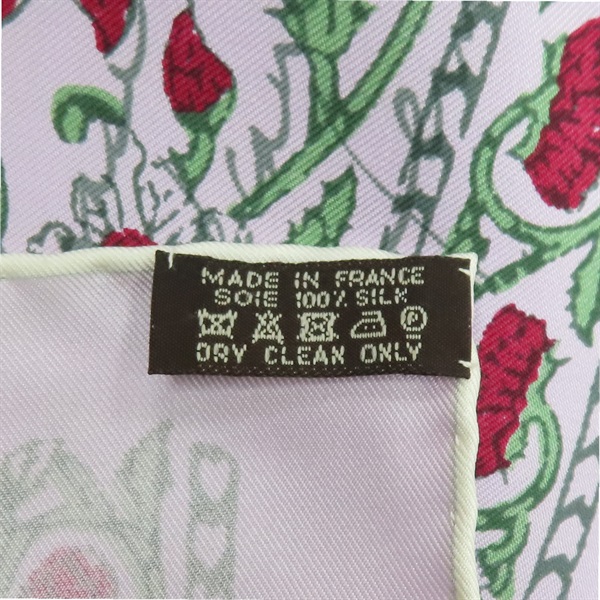 MADE IN FRANCE
SOIE 100% SILK
P
DRY CLEAN ONLY